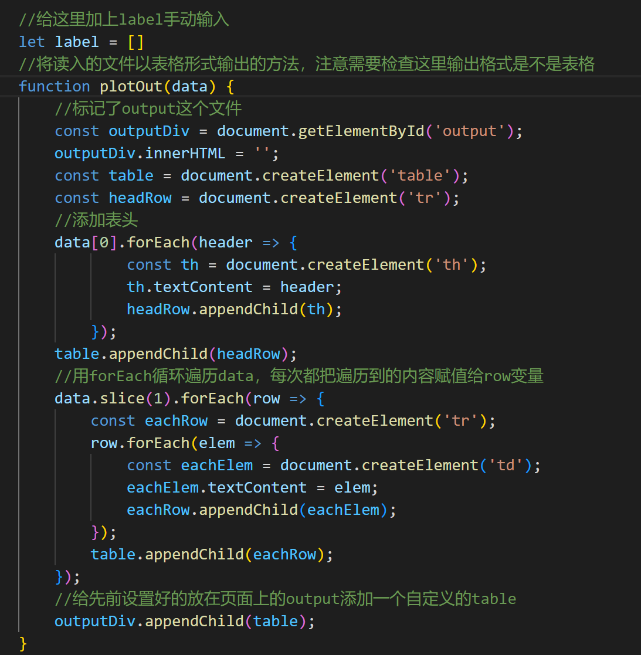 //给这里加上label手动输入
let label = []
//将读入的文件以表格形式输出的方法，注意需要检查这里输出格式是不是表格
function plotOut(data) {
    //标记了output这个文件
    const outputDiv = document.getElementById('output');
    outputDiv.innerHTML = '';
    const table = document.createElement('table');
    const headRow = document.createElement('tr');
    //添加表头
    data[0].forEach(header => {
            const th = document.createElement('th');
            th.textContent = header;
            headRow.appendChild(th);
        });
    table.appendChild(headRow);
    //用forEach循环遍历data，每次都把遍历到的内容赋值给row变量
    data.slice(1).forEach(row => {
        const eachRow = document.createElement('tr');
        row.forEach(elem => {
            const eachElem = document.createElement('td');
            eachElem.textContent = elem;
            eachRow.appendChild(eachElem);
        });
        table.appendChild(eachRow);
    });
    //给先前设置好的放在页面上的output添加一个自定义的table
    outputDiv.appendChild(table);
}